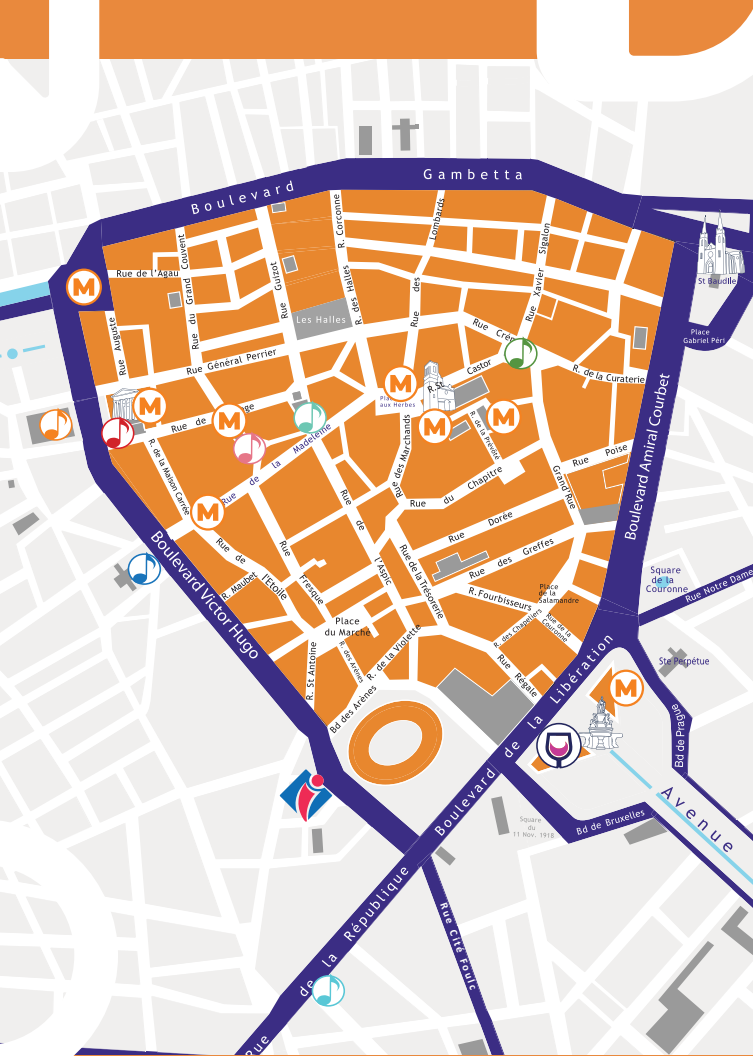 Boulevard
Gambetta
R. Corconne
Lombards
Sigalon
Rue de l'Agau
Couvent
Grand
Rue du
Rue Guizot
R. des Halles
Rue des
Rue Xavier
St Baudile
Place
Gabriel Péri
M
Rue Auguste
Les Halles
Rue Général Perrier
Castor
R. de la Curaterie
M
M
M
M
M
aux Herbes
R. de la Prévôté
Rue de
R. de la Maison Carrée
Rue de la Madeleine
Rue des Marchands
Rue du Chapitre
Grand'Rue
Rue Poise
Boulevard Amiral Courbet
M
Rue Dorée
Rue des Greffes
Boulevard Victor Hugo
Rue de l'Etoile
Rue Fresque
Rue de l'Aspic
Rue de la Trésorerie
R. Maubet
R.Fourbisseurs
Place
de la
Salamandre
Square
de la
Couronne
Rue Notre Dame
Place
du Marché
R. des Chapeliers
Rue de la
Couronne
R. St Antoine
R. des Arènes
R. de la Violette
Rue Régale
Bd des Arènes
Ste Perpétue
M
Boulevard de la Libération
Bd de Prague
Avenue
Square
du
11 Nov. 1918
Bd de Bruxelles
Rue de la République
Rue Cité Foulc